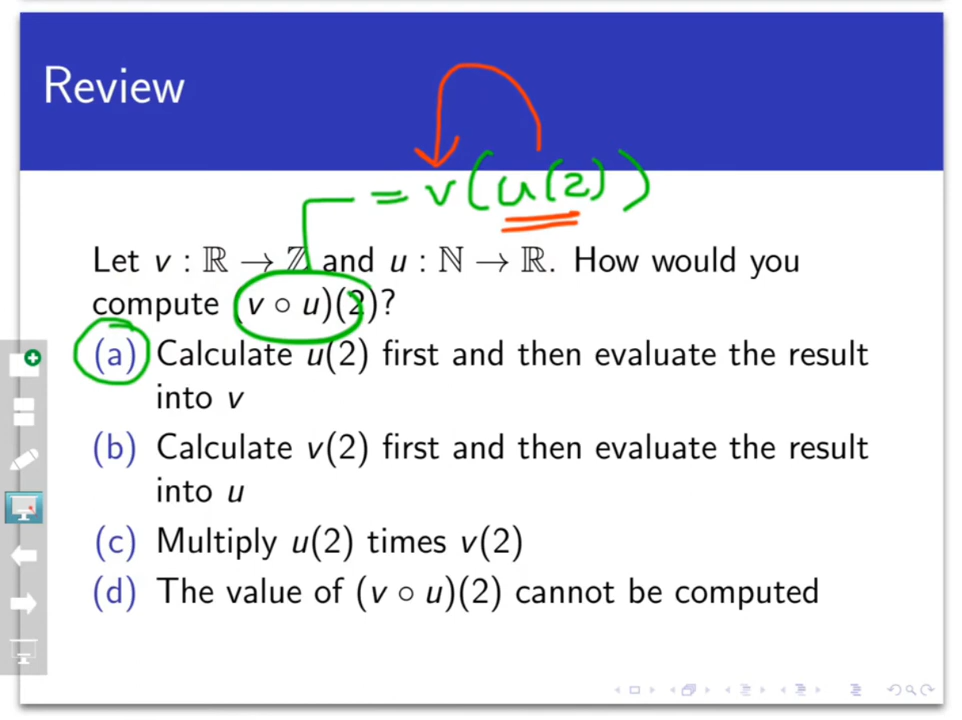 Review
= v(u(2))
Let v : ℝ → ℤ and u : ℕ → ℝ. How would you
compute (v ∘ u)(2)?
(a) Calculate u(2) first and then evaluate the result
into v
(b) Calculate v(2) first and then evaluate the result
into u
(c) Multiply u(2) times v(2)
(d) The value of (v ∘ u)(2) cannot be computed